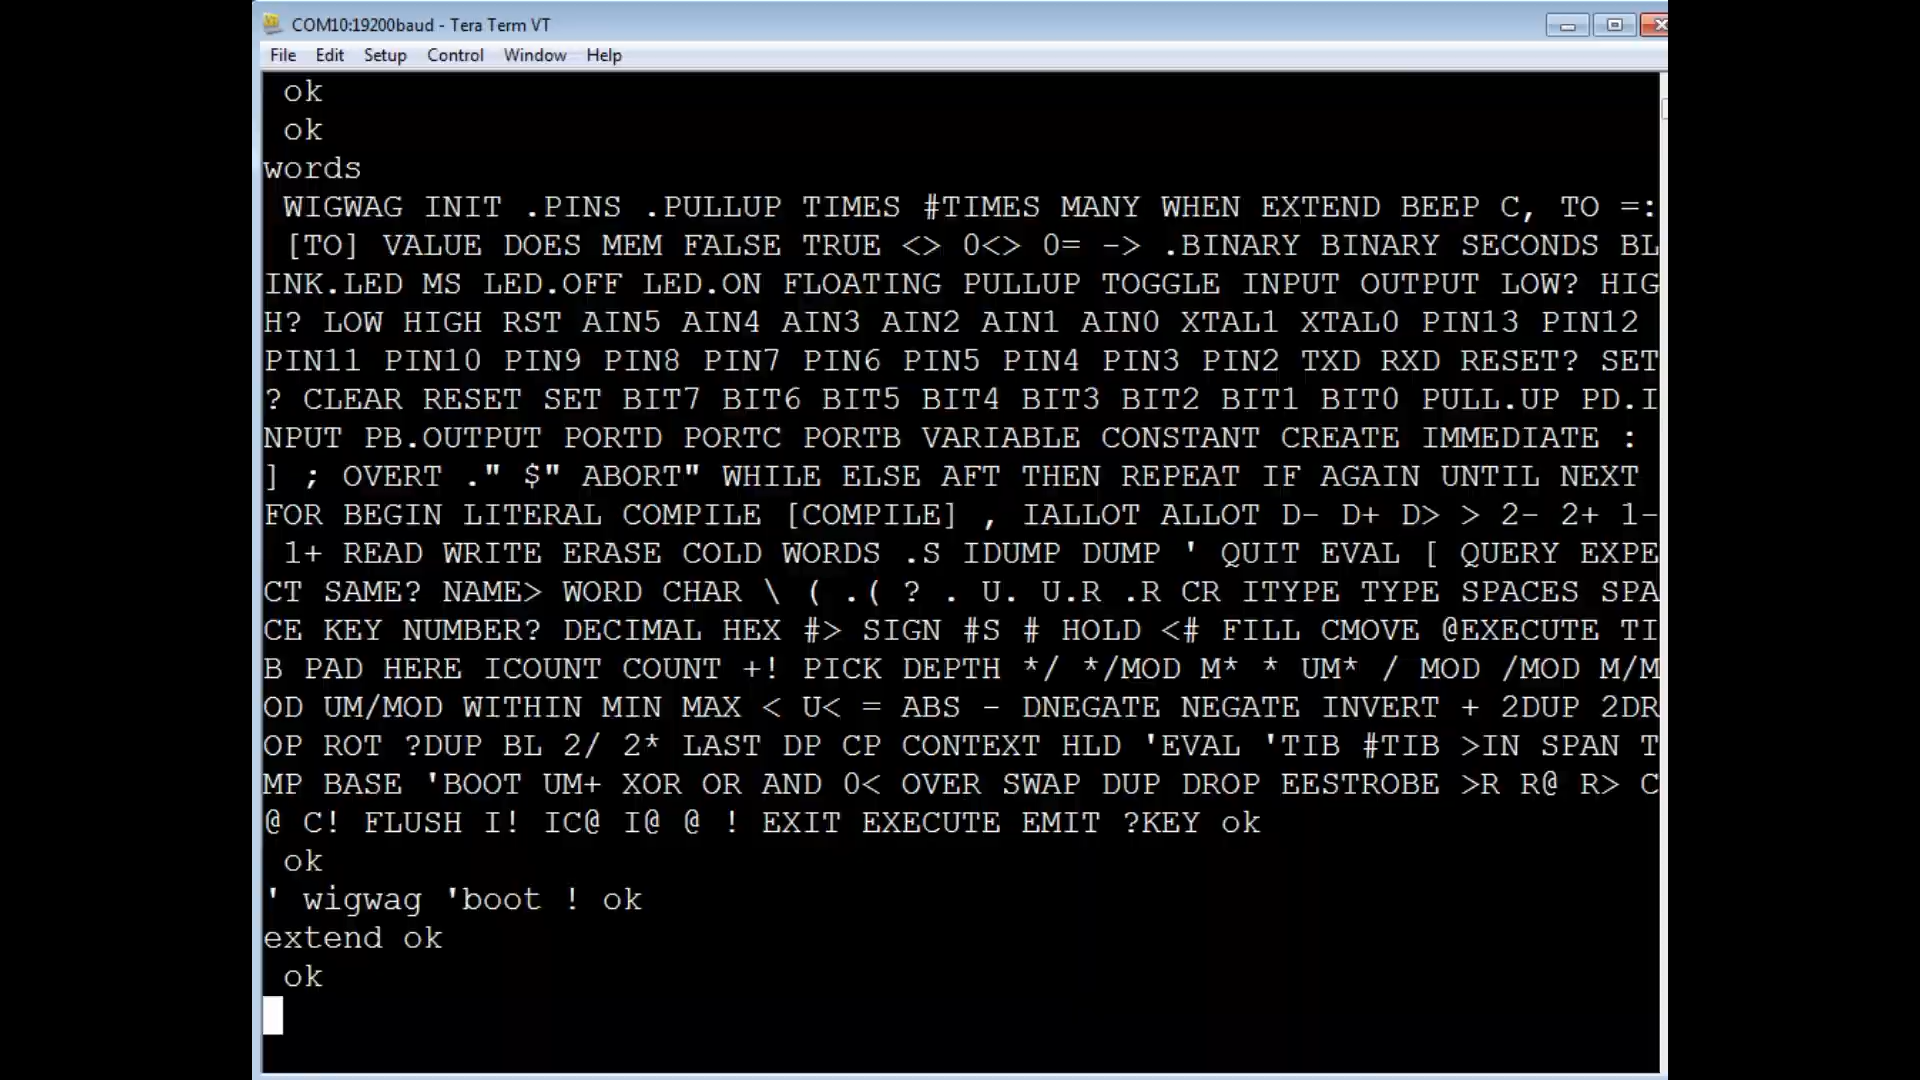 COM10:19200baud - Tera Term VT
File Edit Setup Control Window Help
ok
ok
words
WIGWAG INIT .PINS .PULLUP TIMES #TIMES MANY WHEN EXTEND BEEP C, TO =:
[TO] VALUE DOES MEM FALSE TRUE <> 0<> 0= -> .BINARY BINARY SECONDS BL
INK.LED MS LED.OFF LED.ON FLOATING PULLUP TOGGLE INPUT OUTPUT LOW? HIG
H? LOW HIGH RST AIN5 AIN4 AIN3 AIN2 AIN1 AIN0 XTAL1 XTAL0 PIN13 PIN12
PIN11 PIN10 PIN9 PIN8 PIN7 PIN6 PIN5 PIN4 PIN3 PIN2 TXD RXD RESET? SET
? CLEAR RESET SET BIT7 BIT6 BIT5 BIT4 BIT3 BIT2 BIT1 BIT0 PULL.UP PD.I
NPUT PB.OUTPUT PORTD PORTC PORTB VARIABLE CONSTANT CREATE IMMEDIATE :
] ; OVERT ." $" ABORT" WHILE ELSE AFT THEN REPEAT IF AGAIN UNTIL NEXT
FOR BEGIN LITERAL COMPILE [COMPILE] , IALLOT ALLOT D- D+ D> > 2- 2+ 1-
1+ READ WRITE ERASE COLD WORDS .S IDUMP DUMP ' QUIT EVAL [ QUERY EXPE
CT SAME? NAME> WORD CHAR \ ( .( ? . U. U.R .R CR ITYPE TYPE SPACES SPA
CE KEY NUMBER? DECIMAL HEX #> SIGN #S # HOLD <# FILL CMOVE @EXECUTE TI
B PAD HERE ICOUNT COUNT +! PICK DEPTH */ */MOD M* * UM* / MOD /MOD M/M
OD UM/MOD WITHIN MIN MAX < U< = ABS - DNEGATE NEGATE INVERT + 2DUP 2DR
OP ROT ?DUP BL 2/ 2* LAST DP CP CONTEXT HLD 'EVAL 'TIB #TIB >IN SPAN T
MP BASE 'BOOT UM+ XOR OR AND 0< OVER SWAP DUP DROP EESTROBE >R R@ R> C
@ C! FLUSH I! IC@ I@ @ ! EXIT EXECUTE EMIT ?KEY ok
ok
' wigwag 'boot ! ok
extend ok
ok